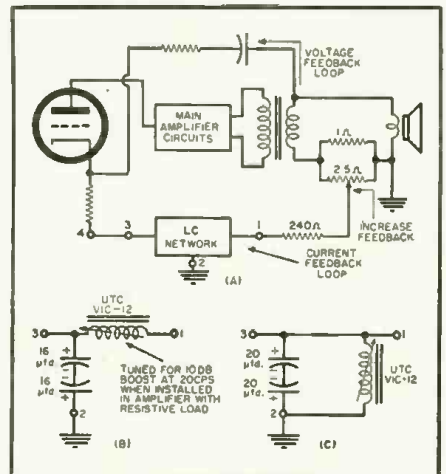 VOLTAGE
FEEDBACK
LOOP
MAIN
AMPLIFIER
CIRCUITS
1Ω
2.5Ω
4
3
LC
NETWORK
1
240Ω
INCREASE
FEEDBACK
2
CURRENT
FEEDBACK
LOOP
(A)
UTC
VIC-12
3
1
16
µfd.
16
µfd.
2
TUNED FOR 10DB
BOOST AT 20CPS
WHEN INSTALLED
IN AMPLIFIER WITH
RESISTIVE LOAD
(B)
3
1
20
µfd.
20
µfd.
2
UTC
VIC-12
(C)